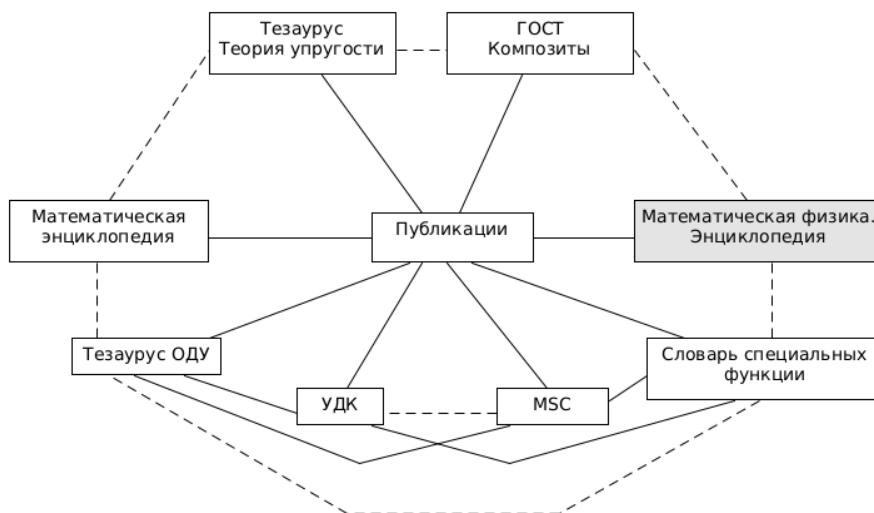 Тезаурус
Теория упругости
ГОСТ
Композиты
Математическая
энциклопедия
Публикации
Математическая физика.
Энциклопедия
Тезаурус ОДУ
Словарь специальных
функции
УДК
MSC